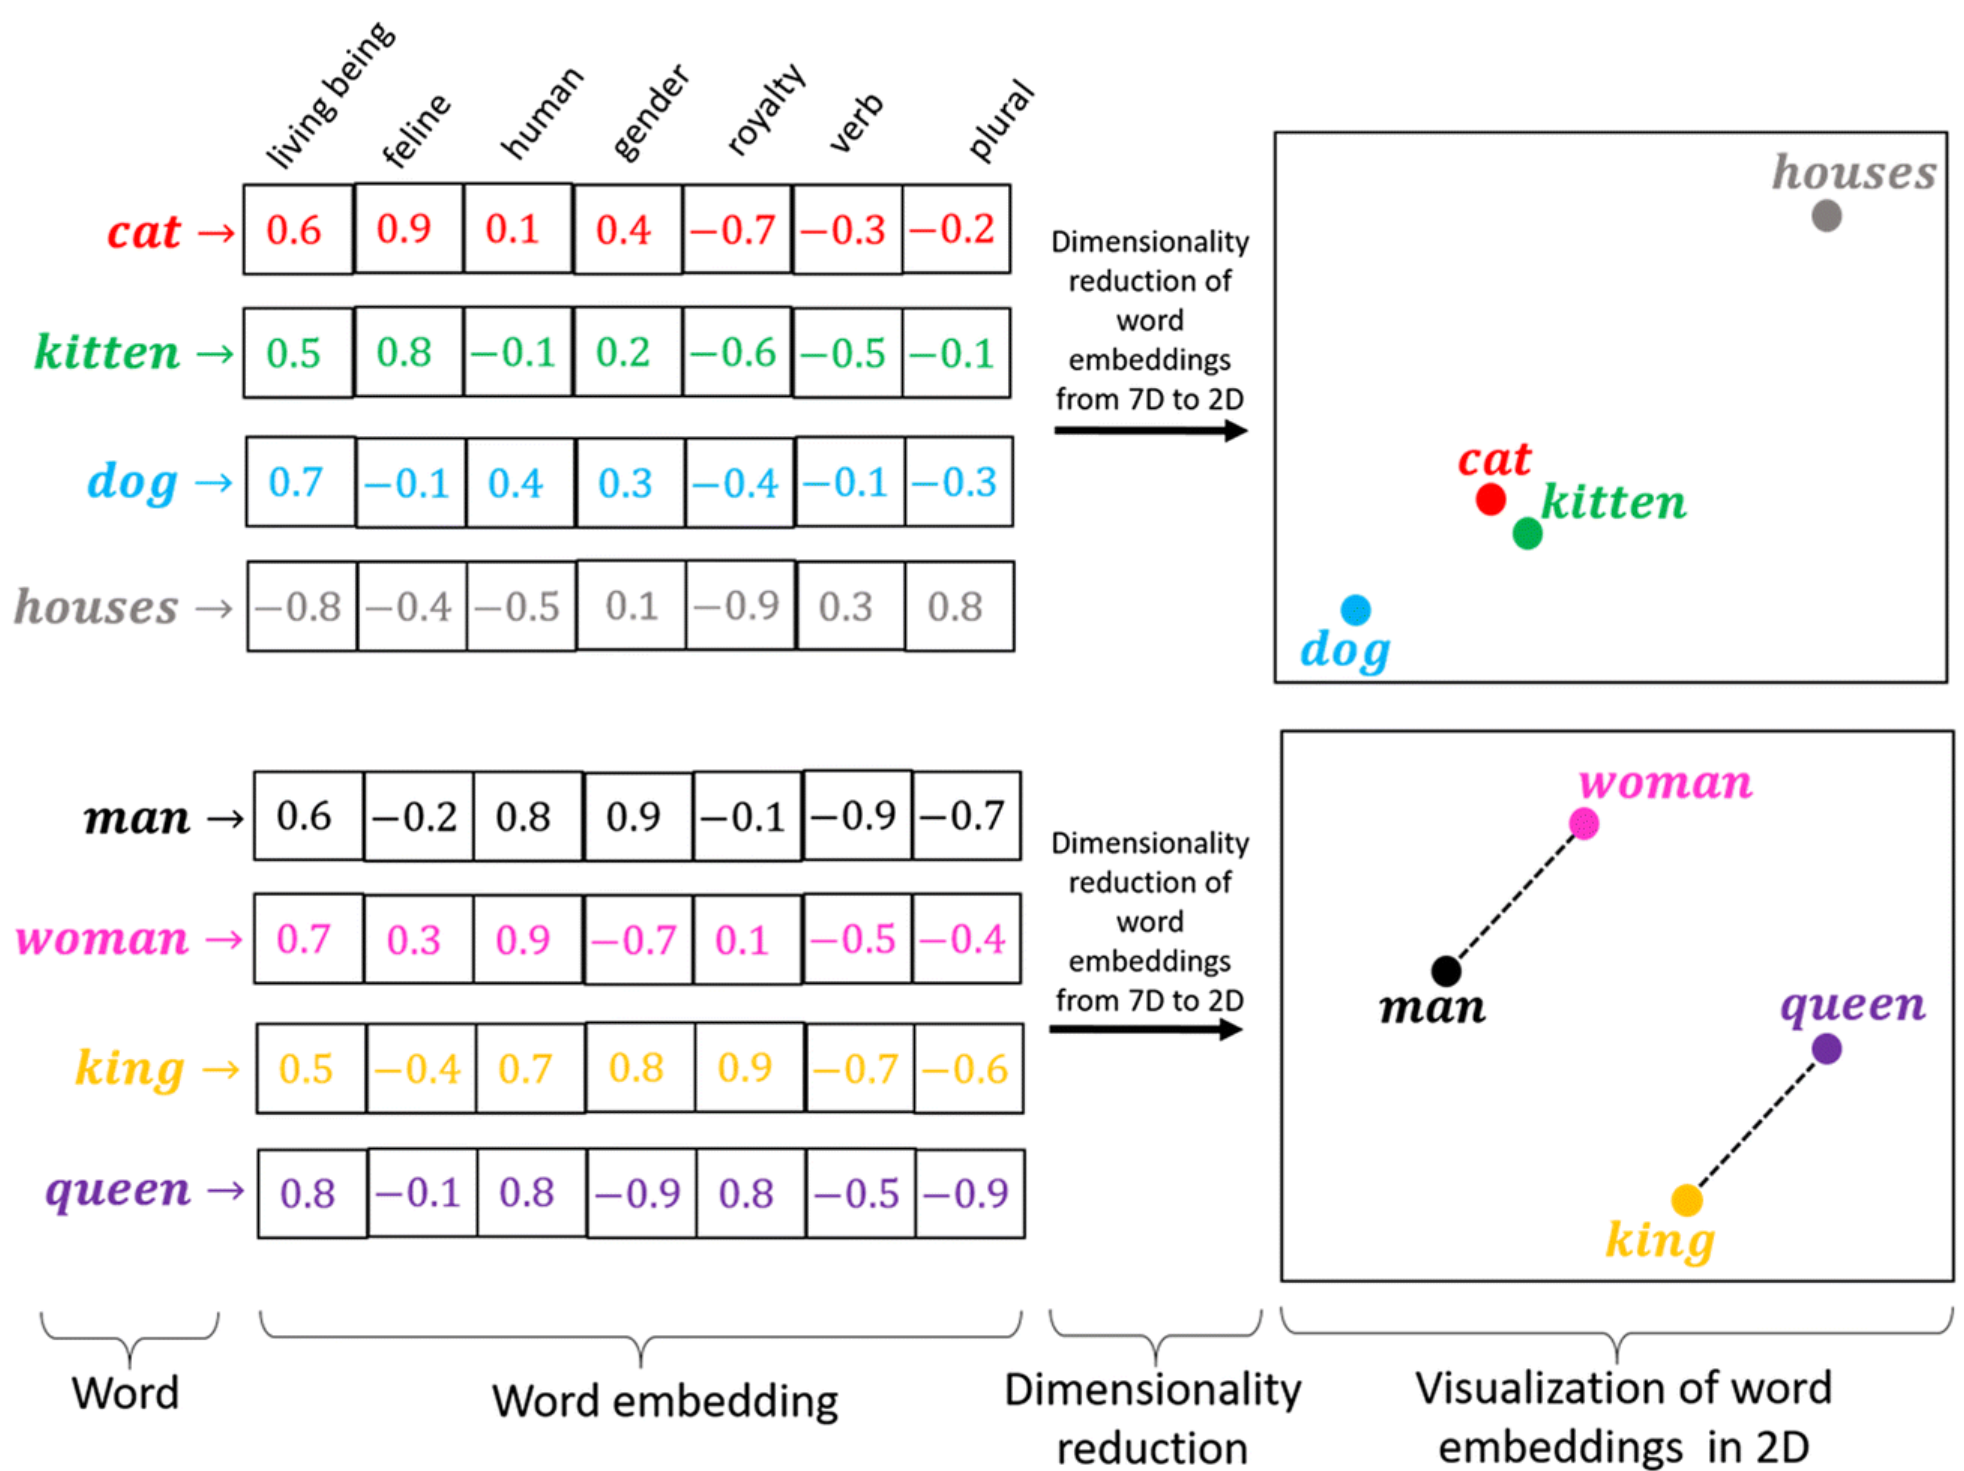 living being feline human gender royalty verb plural
cat → 0.6 0.9 0.1 0.4 −0.7 −0.3 −0.2
kitten → 0.5 0.8 −0.1 0.2 −0.6 −0.5 −0.1
dog → 0.7 −0.1 0.4 0.3 −0.4 −0.1 −0.3
houses → −0.8 −0.4 −0.5 0.1 −0.9 0.3 0.8
Dimensionality
reduction of
word
embeddings
from 7D to 2D
houses
cat
kitten
dog
man → 0.6 −0.2 0.8 0.9 −0.1 −0.9 −0.7
woman → 0.7 0.3 0.9 −0.7 0.1 −0.5 −0.4
king → 0.5 −0.4 0.7 0.8 0.9 −0.7 −0.6
queen → 0.8 −0.1 0.8 −0.9 0.8 −0.5 −0.9
Dimensionality
reduction of
word
embeddings
from 7D to 2D
woman
man
queen
king
Word
Word embedding
Dimensionality
reduction
Visualization of word
embeddings in 2D